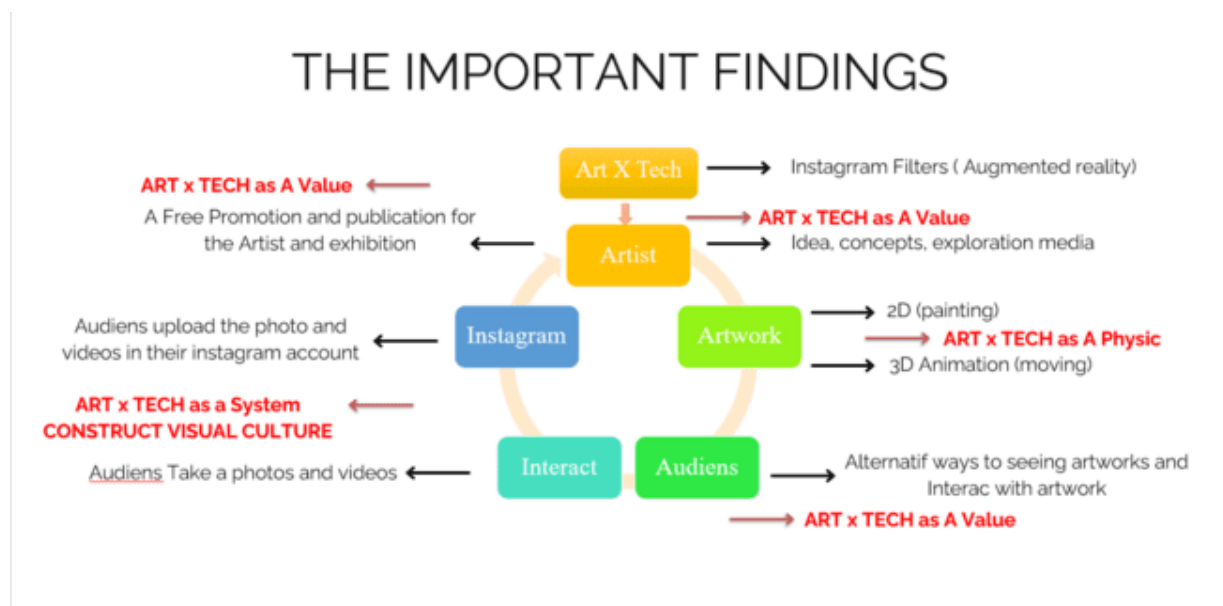 THE IMPORTANT FINDINGS
Art X Tech
Instagrram Filters ( Augmented reality)
ART x TECH as A Value
A Free Promotion and publication for
the Artist and exhibition
ART x TECH as A Value
Artist
Idea, concepts, exploration media
Audiens upload the photo and
videos in their instagram account
Instagram
Artwork
2D (painting)
ART x TECH as A Physic
3D Animation (moving)
ART x TECH as a System
CONSTRUCT VISUAL CULTURE
Audiens Take a photos and videos
Interact
Audiens
Alternatif ways to seeing artworks and
Interac with artwork
ART x TECH as A Value